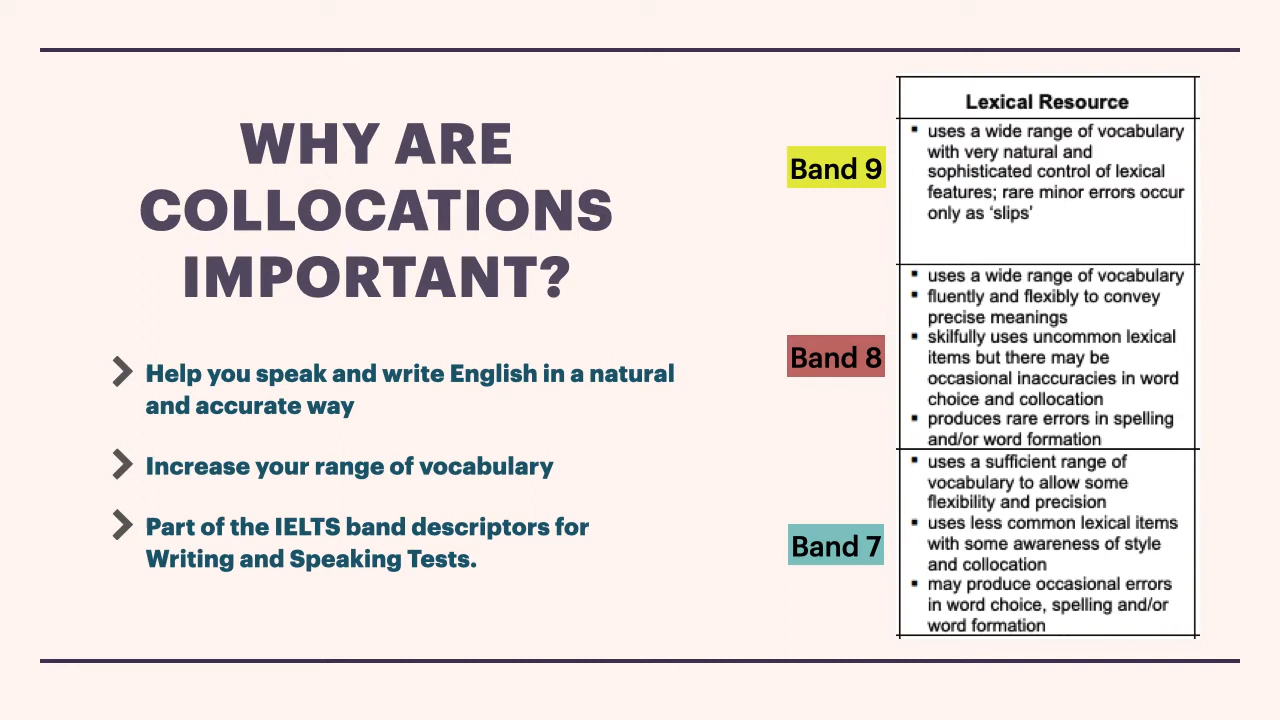 WHY ARE
COLLOCATIONS
IMPORTANT?
Help you speak and write English in a natural
and accurate way
Increase your range of vocabulary
Part of the IELTS band descriptors for
Writing and Speaking Tests.
Lexical Resource
Band 9
▪ uses a wide range of vocabulary
with very natural and
sophisticated control of lexical
features; rare minor errors occur
only as ‘slips’
Band 8
▪ uses a wide range of vocabulary
▪ fluently and flexibly to convey
precise meanings
▪ skilfully uses uncommon lexical
items but there may be
occasional inaccuracies in word
choice and collocation
▪ produces rare errors in spelling
and/or word formation
Band 7
▪ uses a sufficient range of
vocabulary to allow some
flexibility and precision
▪ uses less common lexical items
with some awareness of style
and collocation
▪ may produce occasional errors
in word choice, spelling and/or
word formation